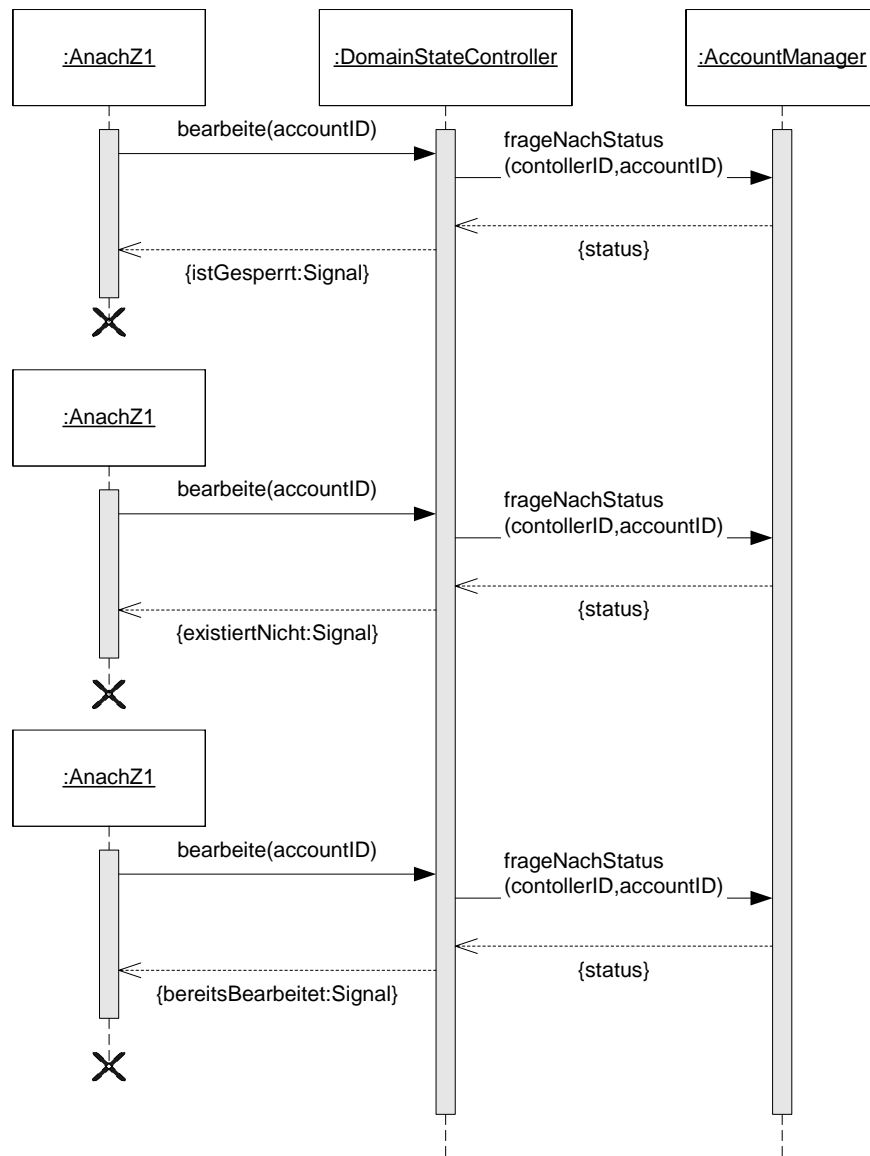 :AnachZ1
:DomainStateController
:AccountManager
bearbeite(accountID)
frageNachStatus
(contollerID,accountID)
{status}
{istGesperrt:Signal}
:AnachZ1
bearbeite(accountID)
frageNachStatus
(contollerID,accountID)
{status}
{existiertNicht:Signal}
:AnachZ1
bearbeite(accountID)
frageNachStatus
(contollerID,accountID)
{status}
{bereitsBearbeitet:Signal}